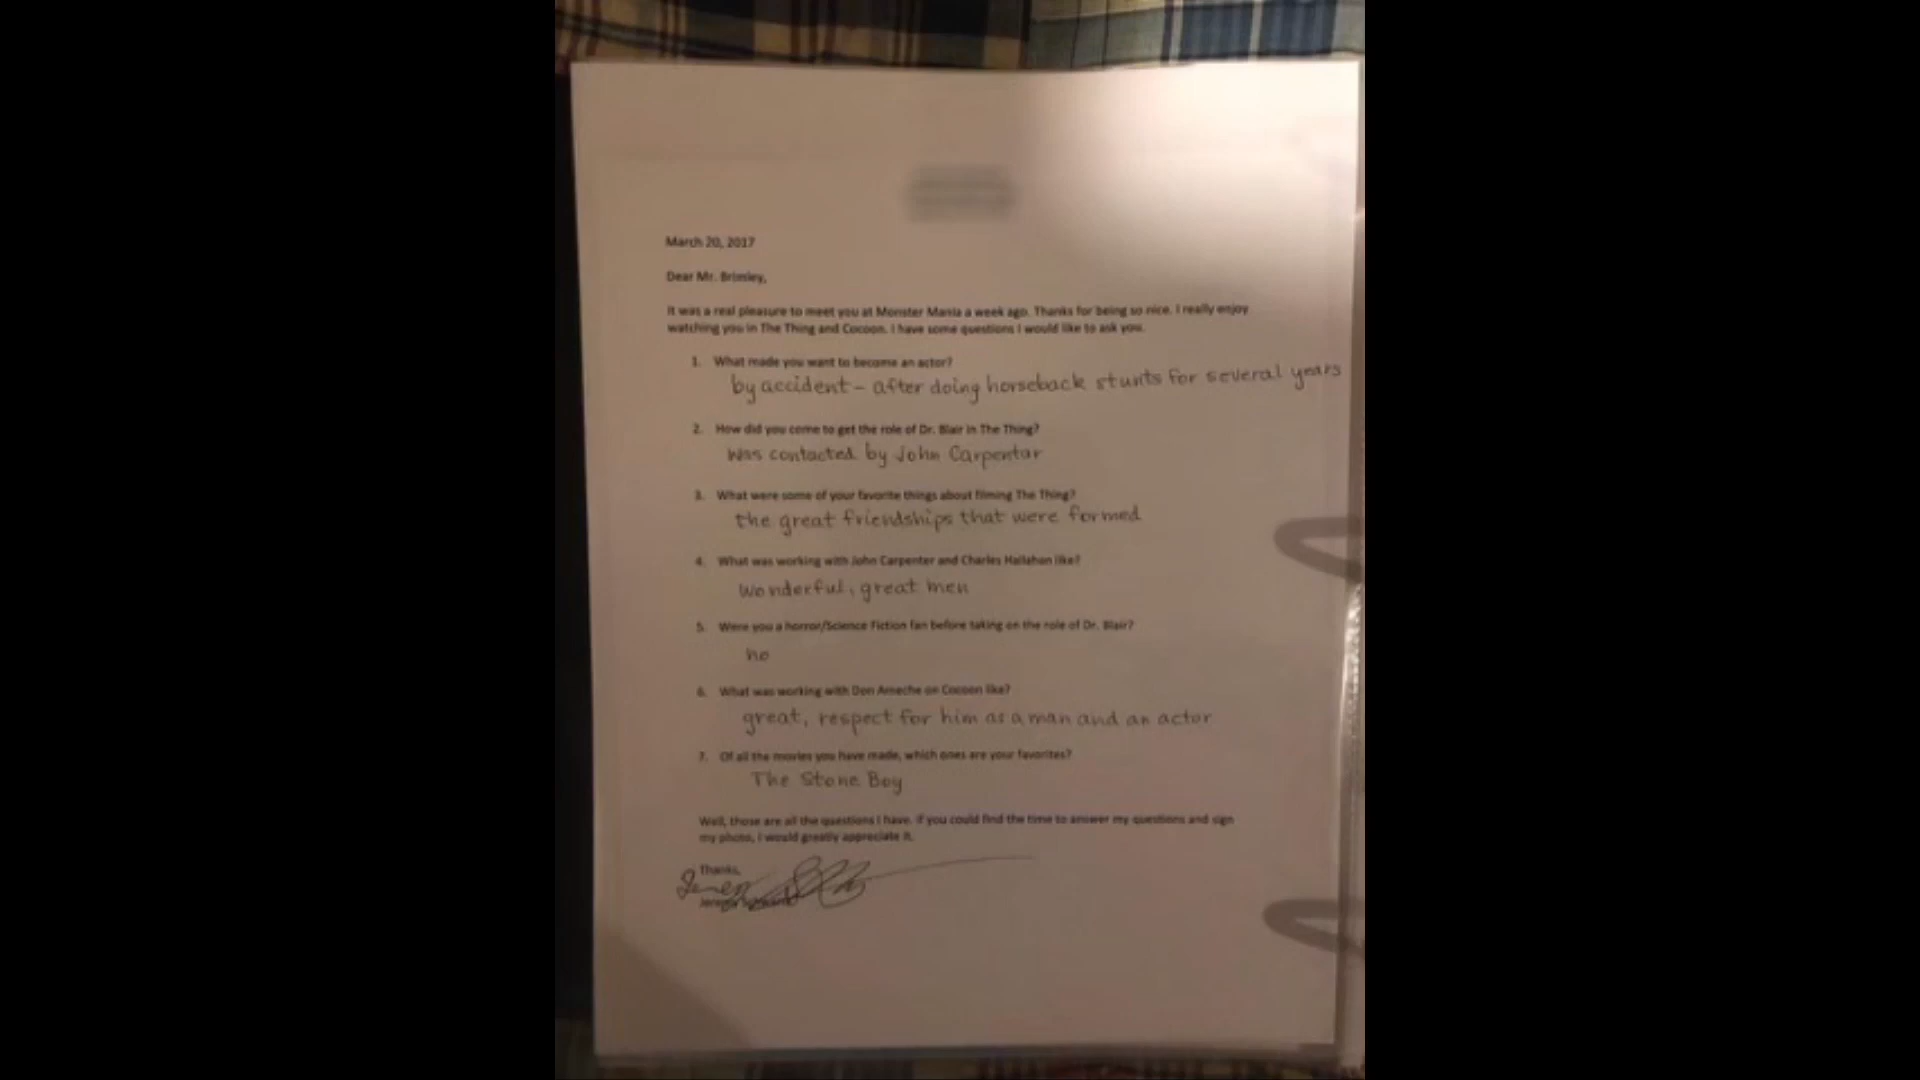 March 20, 2017
Dear Mr. Brimley,
It was a real pleasure to meet you at Monster Mania a week ago. Thanks for being so nice. I really enjoy
watching you in The Thing and Cocoon. I have some questions I would like to ask you.
1. What made you want to become an actor?
by accident - after doing horseback stunts for several years
2. How did you come to get the role of Dr. Blair in The Thing?
was contacted by John Carpentar
3. What were some of your favorite things about filming The Thing?
the great friendships that were formed
4. What was working with John Carpenter and Charles Hallahan like?
wonderful, great men
5. Were you a horror/Science Fiction fan before taking on the role of Dr. Blair?
no
6. What was working with Don Ameche on Cocoon like?
great, respect for him as a man and an actor
7. Of all the movies you have made, which ones are your favorites?
The Stone Boy
Well, those are all the questions I have. If you could find the time to answer my questions and sign
my photo, I would greatly appreciate it.
Thanks,